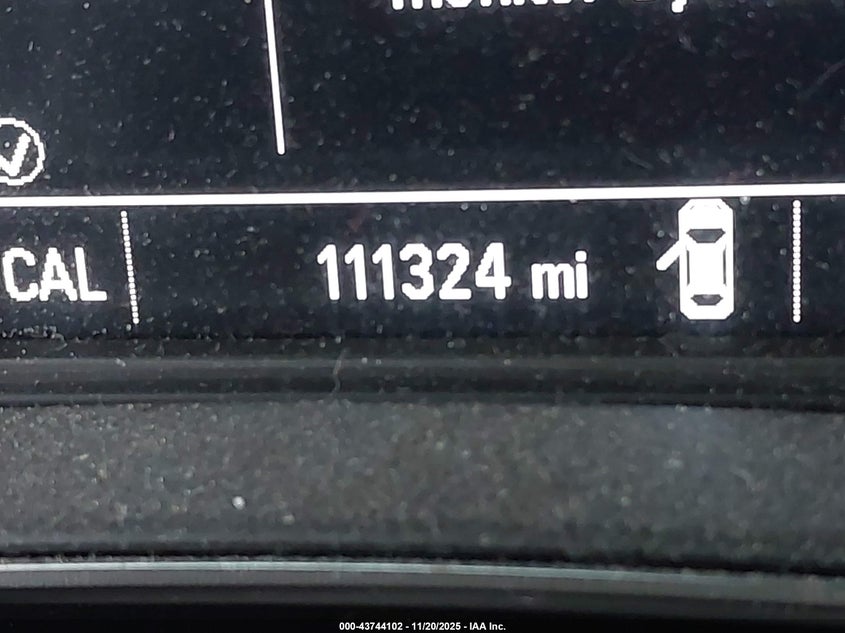 CAL
111324 mi
000-43744102 - 11/20/2025 - IAA Inc.